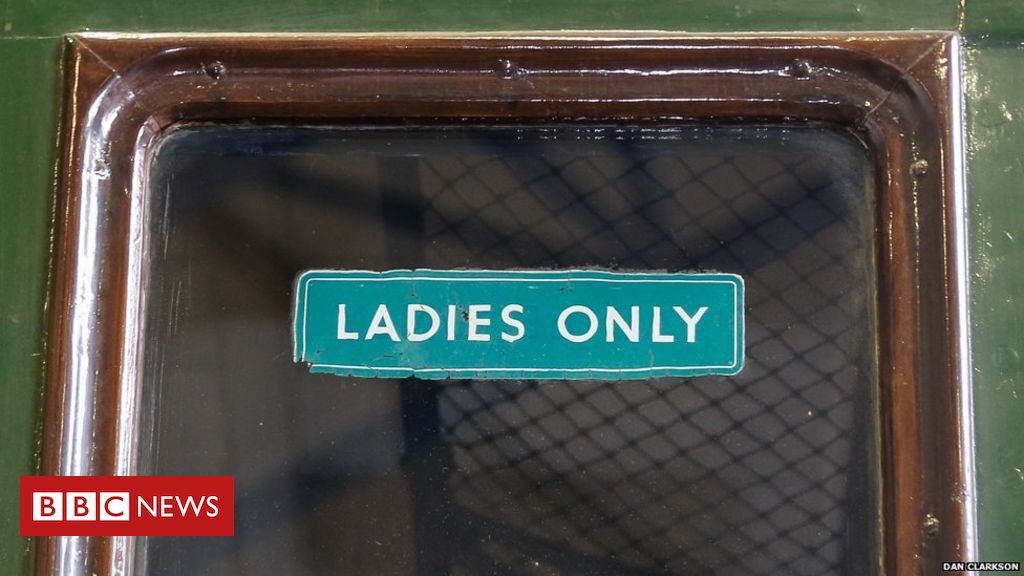 LADIES ONLY
BBC NEWS
DAN CLARKSON